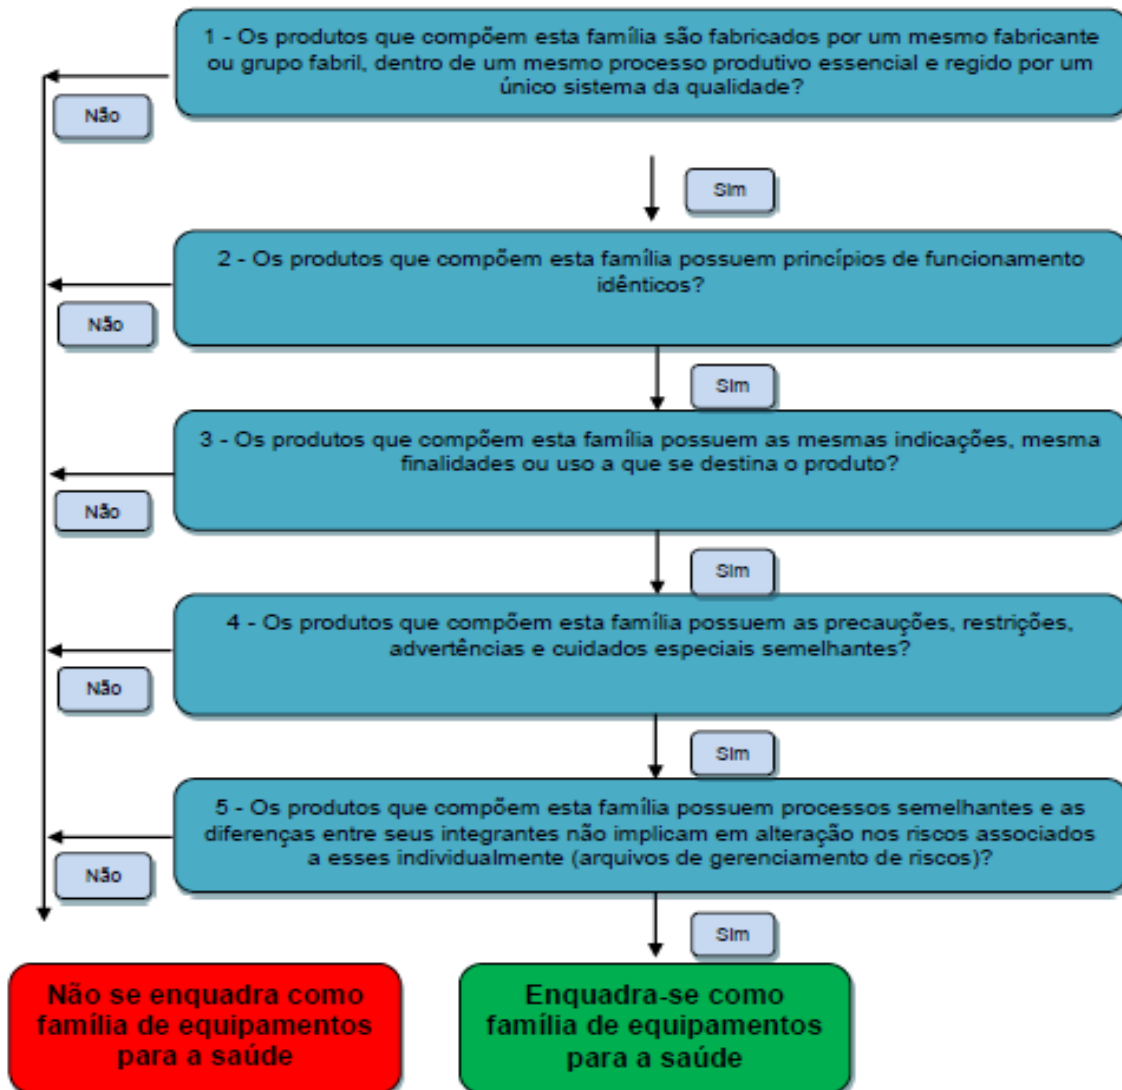 1 - Os produtos que compõem esta família são fabricados por um mesmo fabricante
ou grupo fabril, dentro de um mesmo processo produtivo essencial e regido por um
único sistema da qualidade?
Não
Sim
2 - Os produtos que compõem esta família possuem princípios de funcionamento
idênticos?
Não
Sim
3 - Os produtos que compõem esta família possuem as mesmas indicações, mesma
finalidades ou uso a que se destina o produto?
Não
Sim
4 - Os produtos que compõem esta família possuem as precauções, restrições,
advertências e cuidados especiais semelhantes?
Não
Sim
5 - Os produtos que compõem esta família possuem processos semelhantes e as
diferenças entre seus integrantes não implicam em alteração nos riscos associados
a esses individualmente (arquivos de gerenciamento de riscos)?
Não
Sim
Não se enquadra como
família de equipamentos
para a saúde
Enquadra-se como
família de equipamentos
para a saúde